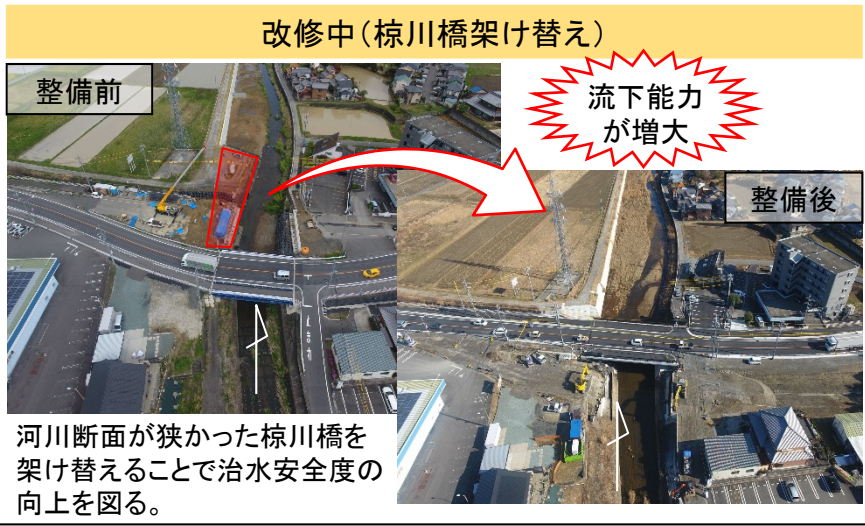 改修中（椋川橋架け替え）
整備前
流下能力
が増大
整備後
河川断面が狭かった椋川橋を
架け替えることで治水安全度の
向上を図る。